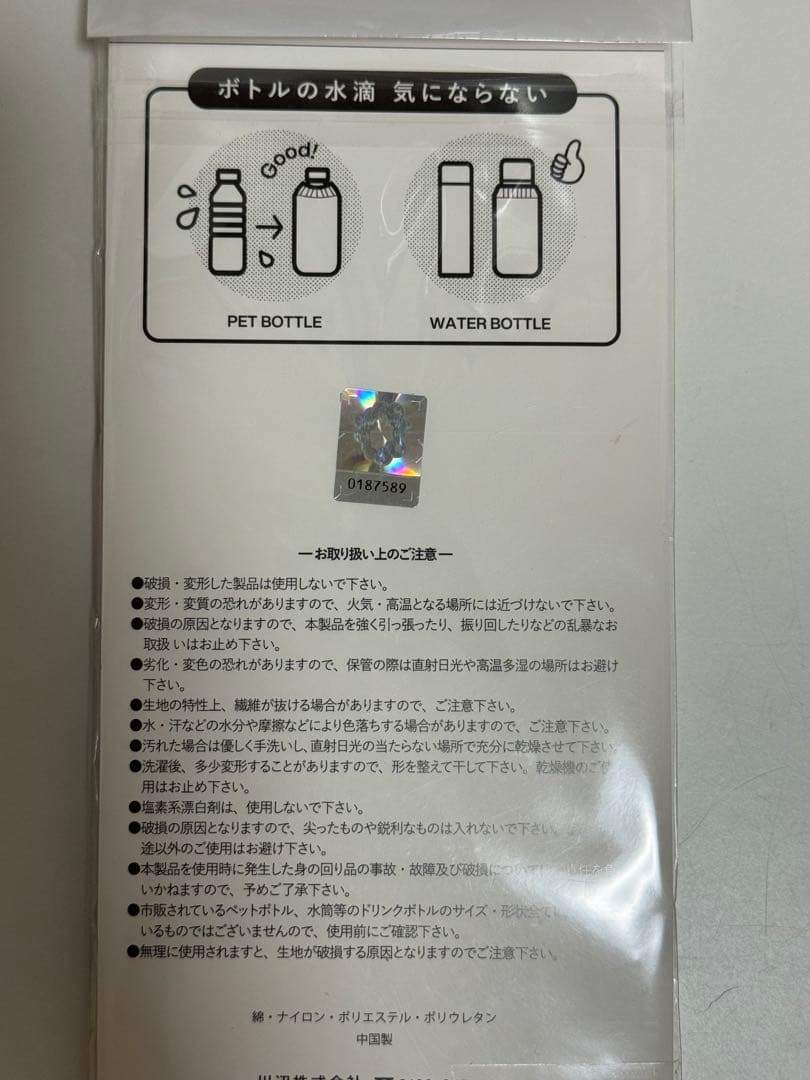 ボトルの水滴 気にならない
Good!
PET BOTTLE
WATER BOTTLE
0187589
ーお取り扱い上のご注意ー
●破損・変形した製品は使用しないで下さい。
●変形・変質の恐れがありますので、火気・高温となる場所には近づけないで下さい。
●破損の原因となりますので、本製品を強く引っ張ったり、振り回したりなどの乱暴なお
取扱 いはお止め下さい。
●劣化・変色の恐れがありますので、保管の際は直射日光や高温多湿の場所はお避け
下さい。
●生地の特性上、繊維が抜ける場合がありますので、ご注意下さい。
●水・汗などの水分や摩擦などにより色落ちする場合がありますので、ご注意下さい。
●汚れた場合は優しく手洗いし、直射日光の当たらない場所で充分に乾燥させて下さい。
●洗濯後、多少変形することがありますので、形を整えて干して下さい。乾燥機のご使
用はお止め下さい。
●塩素系漂白剤は、使用しないで下さい。
●破損の原因となりますので、尖ったものや鋭利なものは入れないで下さい。
途以外のご使用はお避け下さい。
●本製品を使用時に発生した身の回り品の事故・故障及び破損について
いかねますので、予めご了承下さい。
●市販されているペットボトル、水筒等のドリンクボトルのサイズ・形状全て
いるものではございませんので、使用前にご確認下さい。
●無理に使用されますと、生地が破損する原因となりますのでご注意下さい。
綿・ナイロン・ポリエステル・ポリウレタン
中国製
川辺株式会社